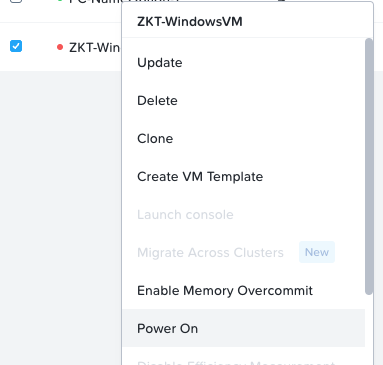 ZKT-WindowsVM
ZKT-Win
Update
Delete
Clone
Create VM Template
Launch console
Migrate Across Clusters New
Enable Memory Overcommit
Power On